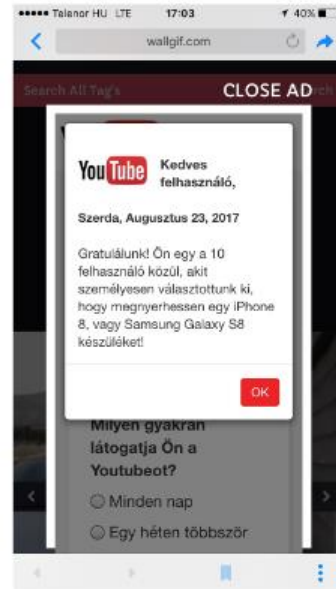 Telenor HU LTE 17:03 40%
wallgif.com
Search All Tag's CLOSE AD
YouTube Kedves
felhasználó,
Szerda, Augusztus 23, 2017
Gratulálunk! Ön egy a 10
felhasználó közül, akit
személyesen választottunk ki,
hogy megnyerhessen egy iPhone
8, vagy Samsung Galaxy S8
készüléket!
OK
Milyen gyakran
látogatja Ön a
Youtubeot?
Minden nap
Egy héten többször